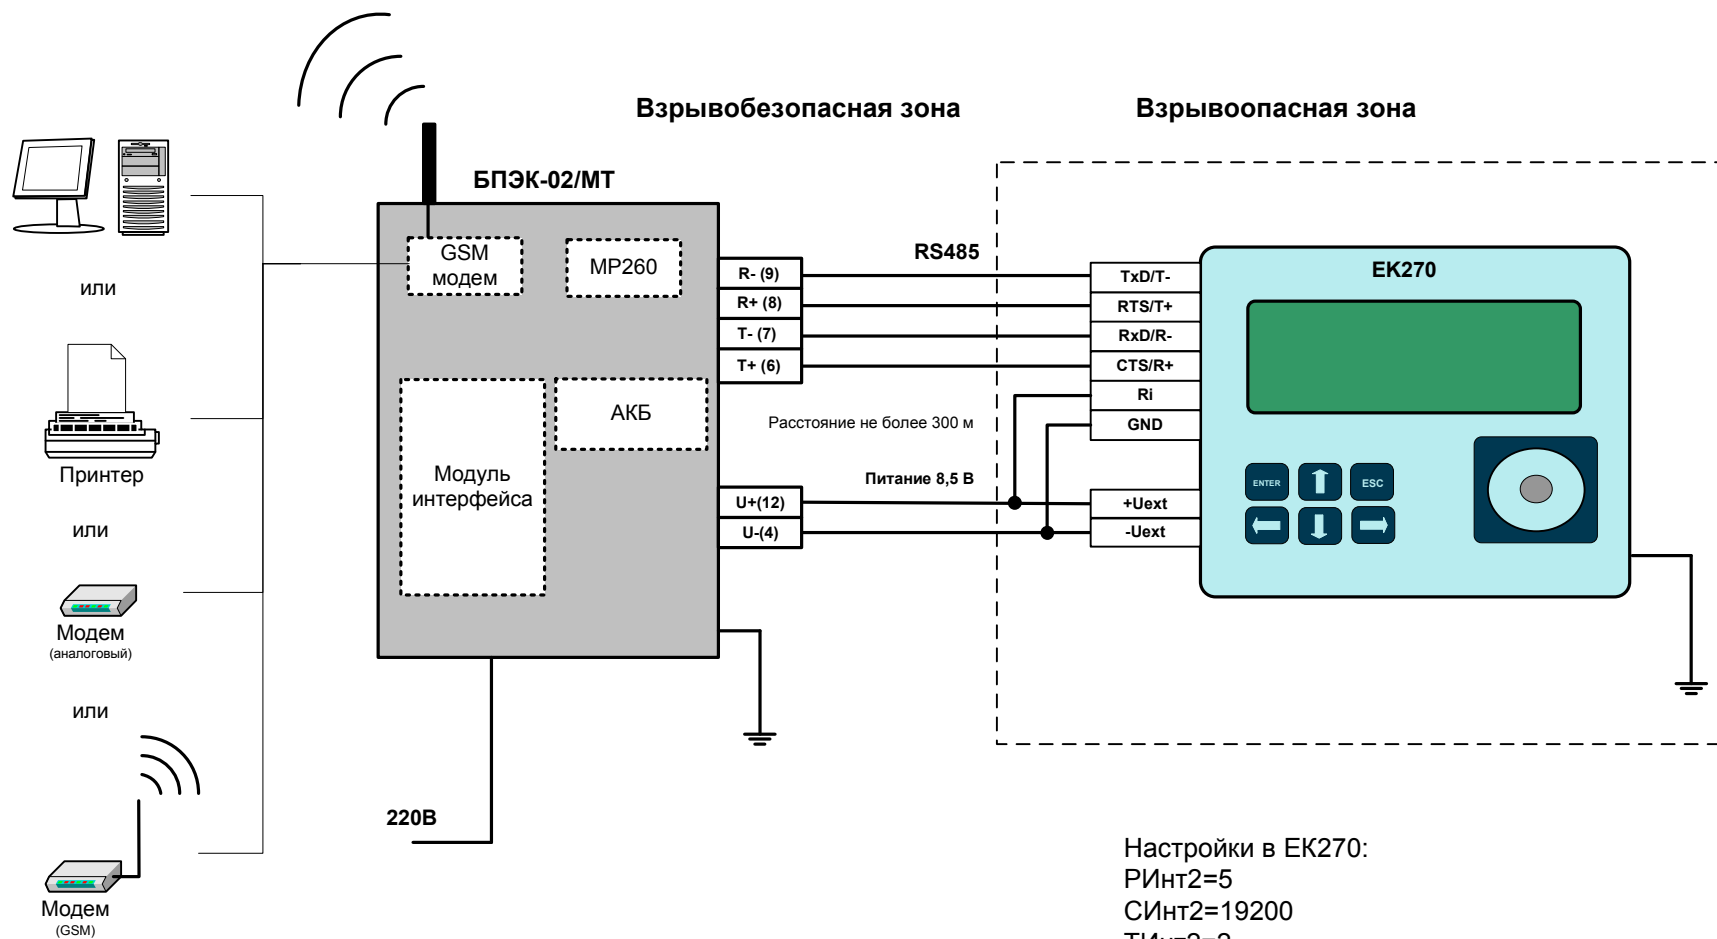 Взрывобезопасная зона
Взрывоопасная зона
БПЭК-02/МТ
GSM
модем
МР260
АКБ
Модуль
интерфейса
R- (9)
R+ (8)
T- (7)
T+ (6)
U+(12)
U-(4)
RS485
Расстояние не более 300 м
Питание 8,5 В
TxD/T-
RTS/T+
RxD/R-
CTS/R+
Ri
GND
+Uext
-Uext
EK270
ENTER
ESC
или
Принтер
или
Модем
(аналоговый)
или
Модем
(GSM)
220В
Настройки в ЕК270:
РИнт2=5
СИнт2=19200